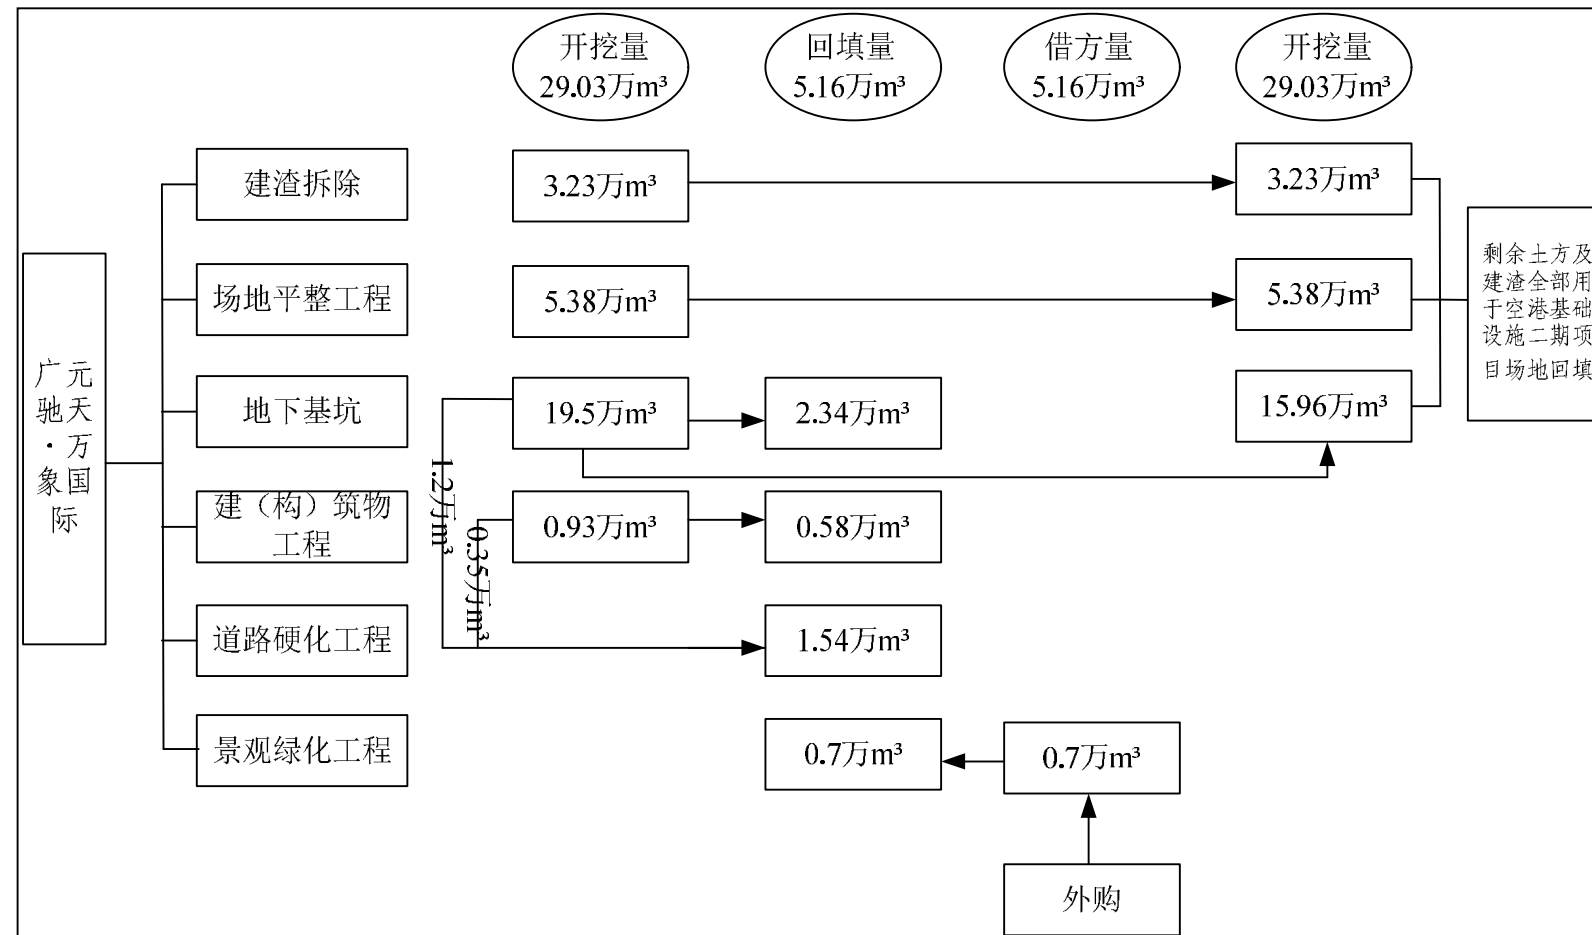 开挖量
29.03万m³
回填量
5.16万m³
借方量
5.16万m³
开挖量
29.03万m³
建渣拆除
3.23万m³
3.23万m³
场地平整工程
5.38万m³
5.38万m³
剩余土方及
建渣全部用
于空港基础
设施二期项
目场地回填
广元
驰天
·万
象国
际
地下基坑
19.5万m³
2.34万m³
15.96万m³
1.2万m³
建（构）筑物
工程
0.93万m³
0.58万m³
0.35万m³
道路硬化工程
1.54万m³
景观绿化工程
0.7万m³
0.7万m³
外购